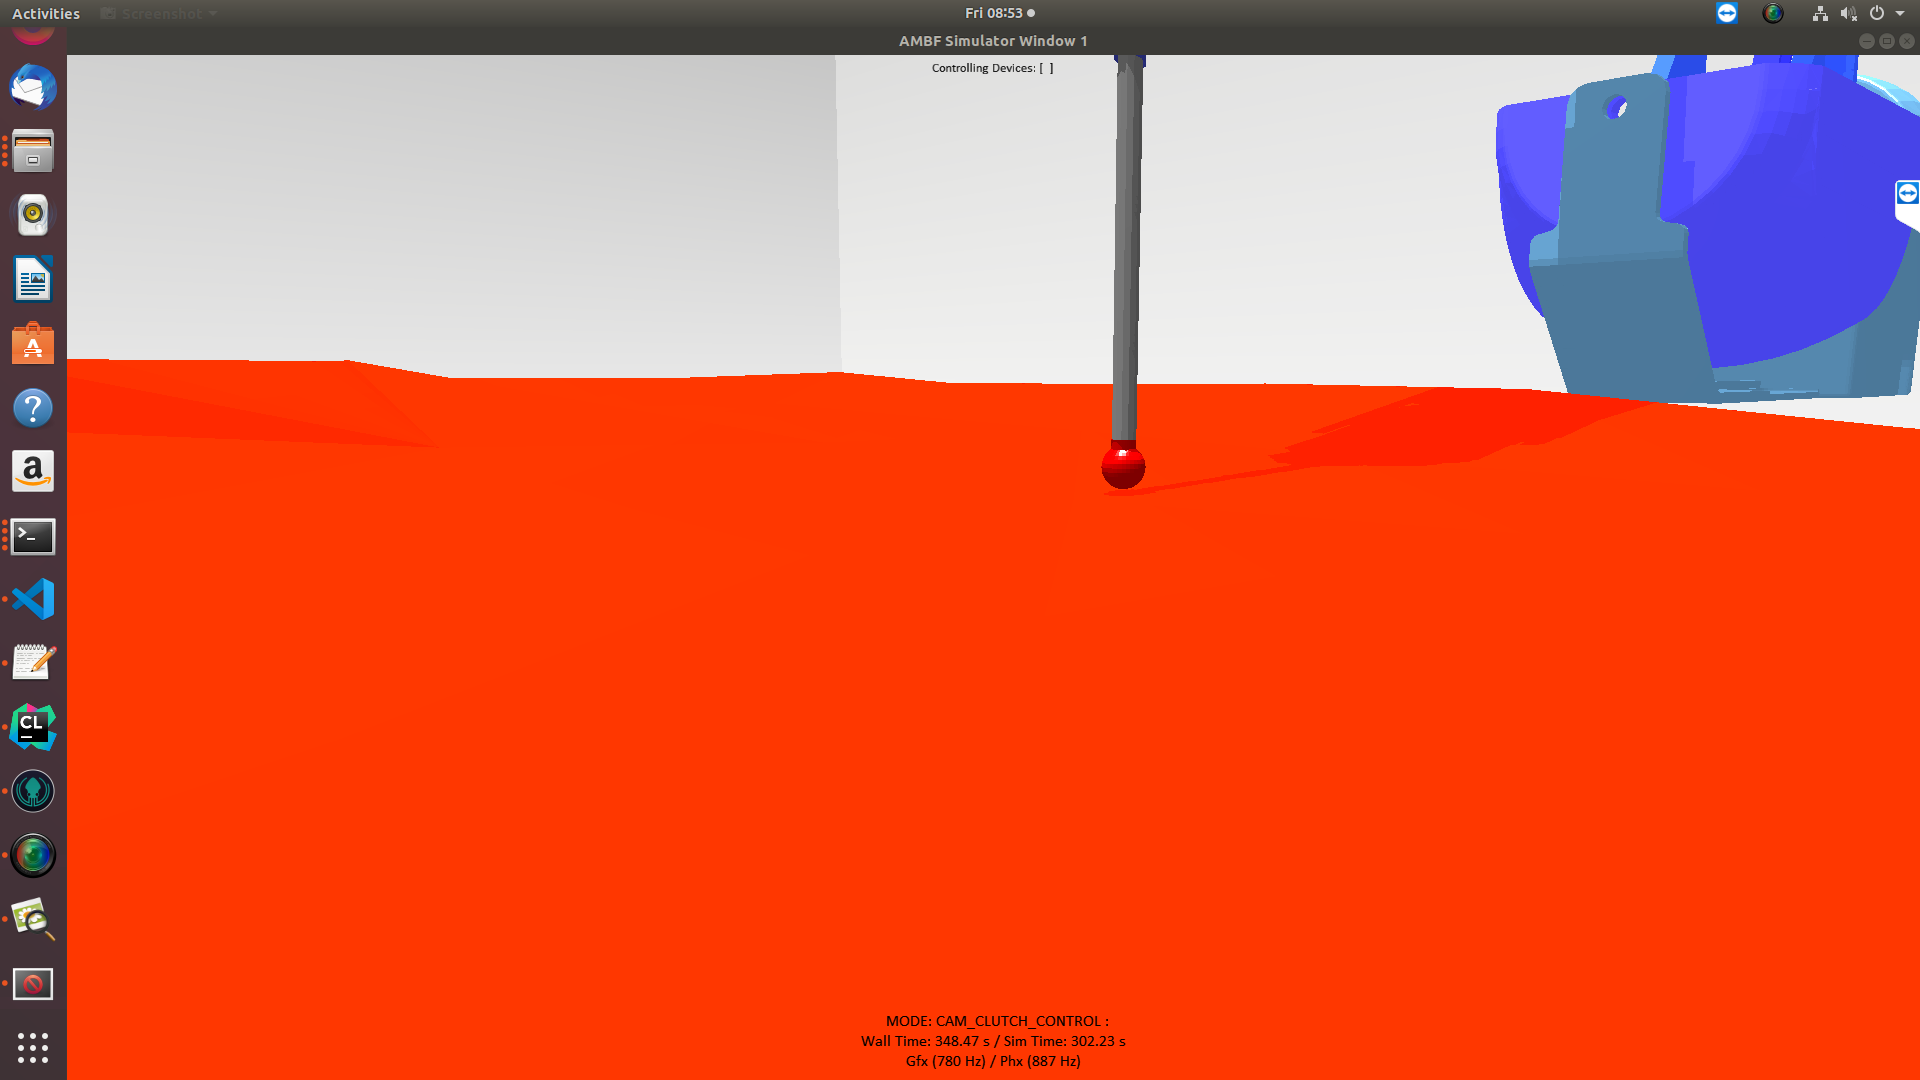 Activities
Screenshot
Fri 08:53
AMBF Simulator Window 1
Controlling Devices: [  ]
A
?
a
>_
CL
MODE: CAM_CLUTCH_CONTROL :
Wall Time: 348.47 s / Sim Time: 302.23 s
Gfx (780 Hz) / Phx (887 Hz)